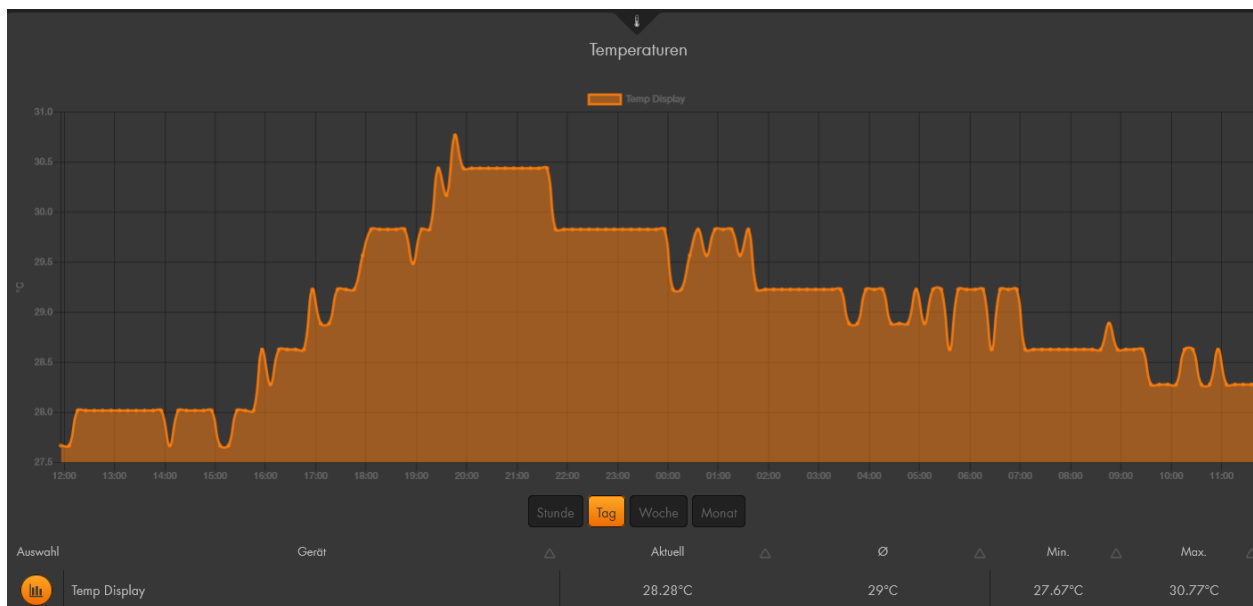 Temperaturen
Temp Display
31.0
30.5
30.0
29.5
°C
29.0
28.5
28.0
27.5
12:00 13:00 14:00 15:00 16:00 17:00 18:00 19:00 20:00 21:00 22:00 23:00 00:00 01:00 02:00 03:00 04:00 05:00 06:00 07:00 08:00 09:00 10:00 11:00
Stunde Tag Woche Monat
Auswahl Gerät Aktuell Ø Min. Max.
Temp Display 28.28°C 29°C 27.67°C 30.77°C